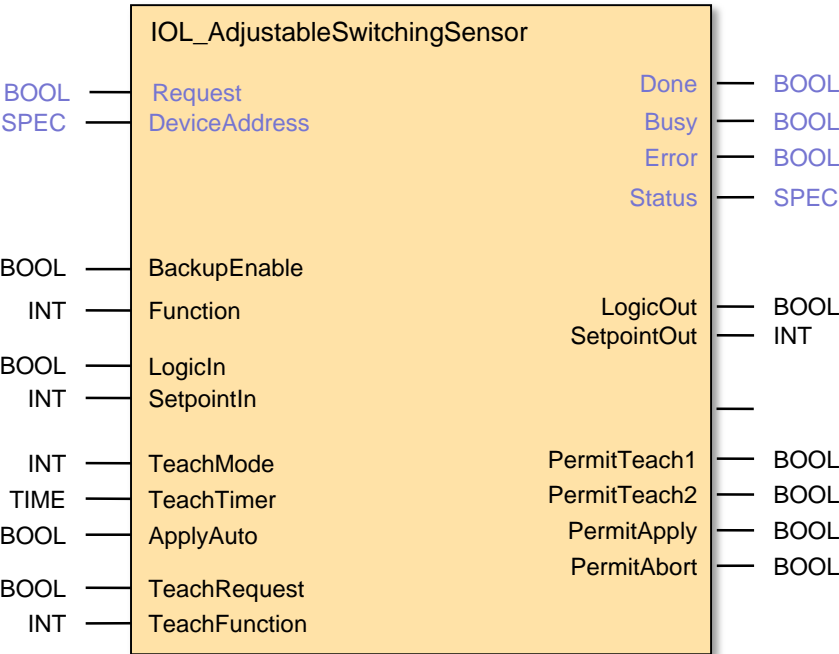 IOL_AdjustableSwitchingSensor
BOOL Request Done BOOL
SPEC DeviceAddress Busy BOOL
Error BOOL
Status SPEC
BOOL BackupEnable
INT Function LogicOut BOOL
SetpointOut INT
BOOL LogicIn
INT SetpointIn
INT TeachMode PermitTeach1 BOOL
TIME TeachTimer PermitTeach2 BOOL
BOOL ApplyAuto PermitApply BOOL
PermitAbort BOOL
BOOL TeachRequest
INT TeachFunction